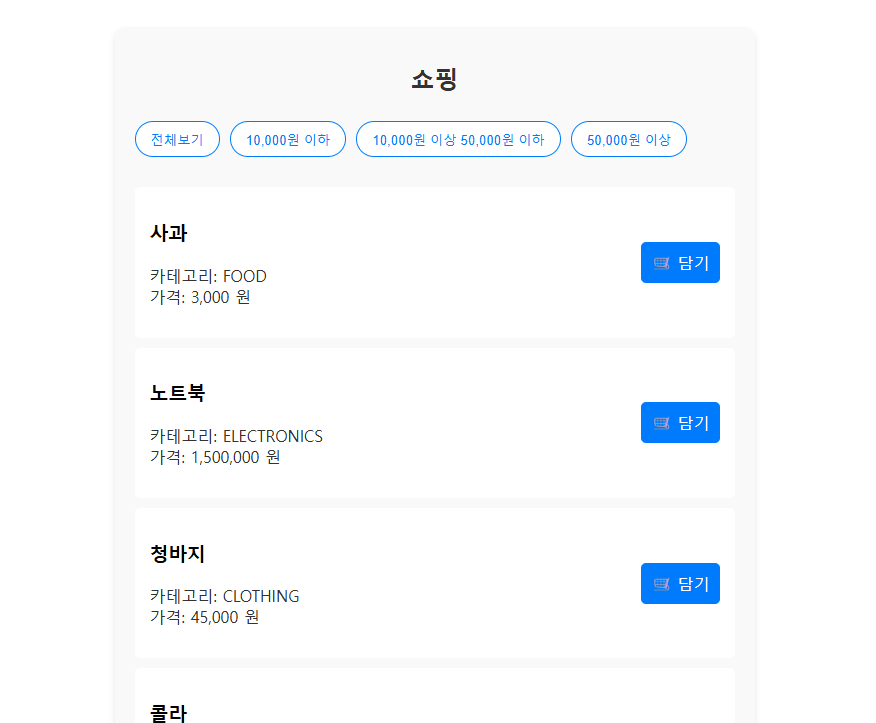 쇼핑
전체보기 10,000원 이하 10,000원 이상 50,000원 이하 50,000원 이상
사과
카테고리: FOOD
가격: 3,000 원
담기
노트북
카테고리: ELECTRONICS
가격: 1,500,000 원
담기
청바지
카테고리: CLOTHING
가격: 45,000 원
담기
콜라